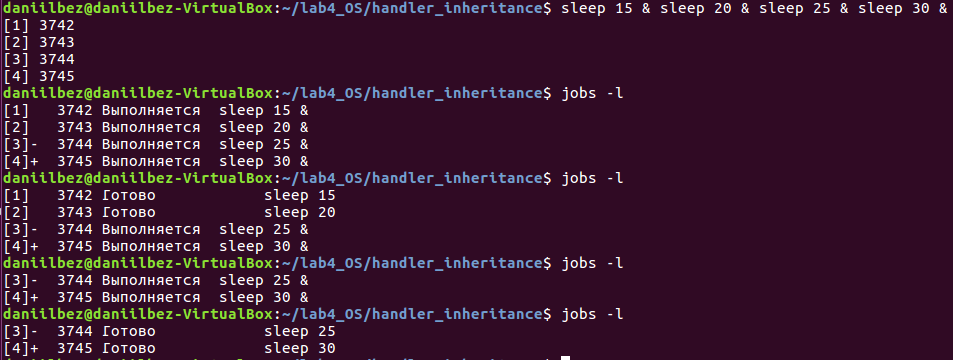 daniilbez@daniilbez-VirtualBox:~/lab4_OS/handler_inheritance$ sleep 15 & sleep 20 & sleep 25 & sleep 30 &
[1] 3742
[2] 3743
[3] 3744
[4] 3745
daniilbez@daniilbez-VirtualBox:~/lab4_OS/handler_inheritance$ jobs -l
[1]   3742 Выполняется  sleep 15 &
[2]   3743 Выполняется  sleep 20 &
[3]-  3744 Выполняется  sleep 25 &
[4]+  3745 Выполняется  sleep 30 &
daniilbez@daniilbez-VirtualBox:~/lab4_OS/handler_inheritance$ jobs -l
[1]   3742 Готово            sleep 15
[2]   3743 Готово            sleep 20
[3]-  3744 Выполняется  sleep 25 &
[4]+  3745 Выполняется  sleep 30 &
daniilbez@daniilbez-VirtualBox:~/lab4_OS/handler_inheritance$ jobs -l
[3]-  3744 Выполняется  sleep 25 &
[4]+  3745 Выполняется  sleep 30 &
daniilbez@daniilbez-VirtualBox:~/lab4_OS/handler_inheritance$ jobs -l
[3]-  3744 Готово            sleep 25
[4]+  3745 Готово            sleep 30